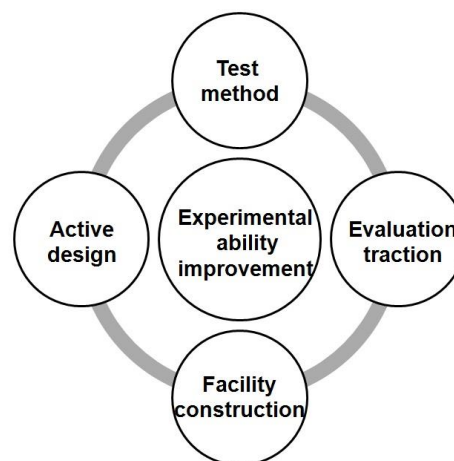 Test
method
Active
design
Experimental
ability
improvement
Evaluation
traction
Facility
construction